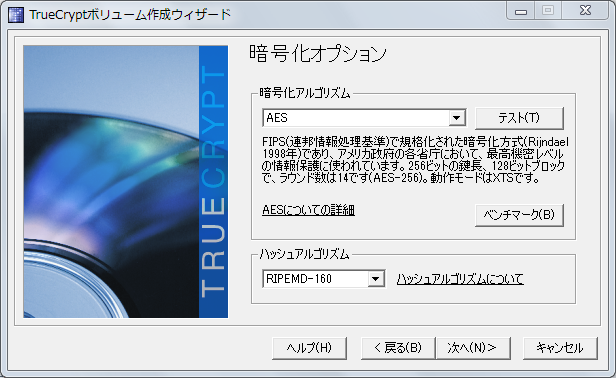 TrueCryptボリューム作成ウィザード
TRUECRYPT
暗号化オプション
暗号化アルゴリズム
AES
テスト(T)
FIPS(連邦情報処理基準)で規格化された暗号化方式(Rijndael
1998年)であり、アメリカ政府の各省庁において、最高機密レベル
の情報保護に使われています。256ビットの鍵長、128ビットブロック
で、ラウンド数は14です(AES-256)。動作モードはXTSです。
AESについての詳細
ベンチマーク(B)
ハッシュアルゴリズム
RIPEMD-160
ハッシュアルゴリズムについて
ヘルプ(H)
< 戻る(B)
次へ(N) >
キャンセル